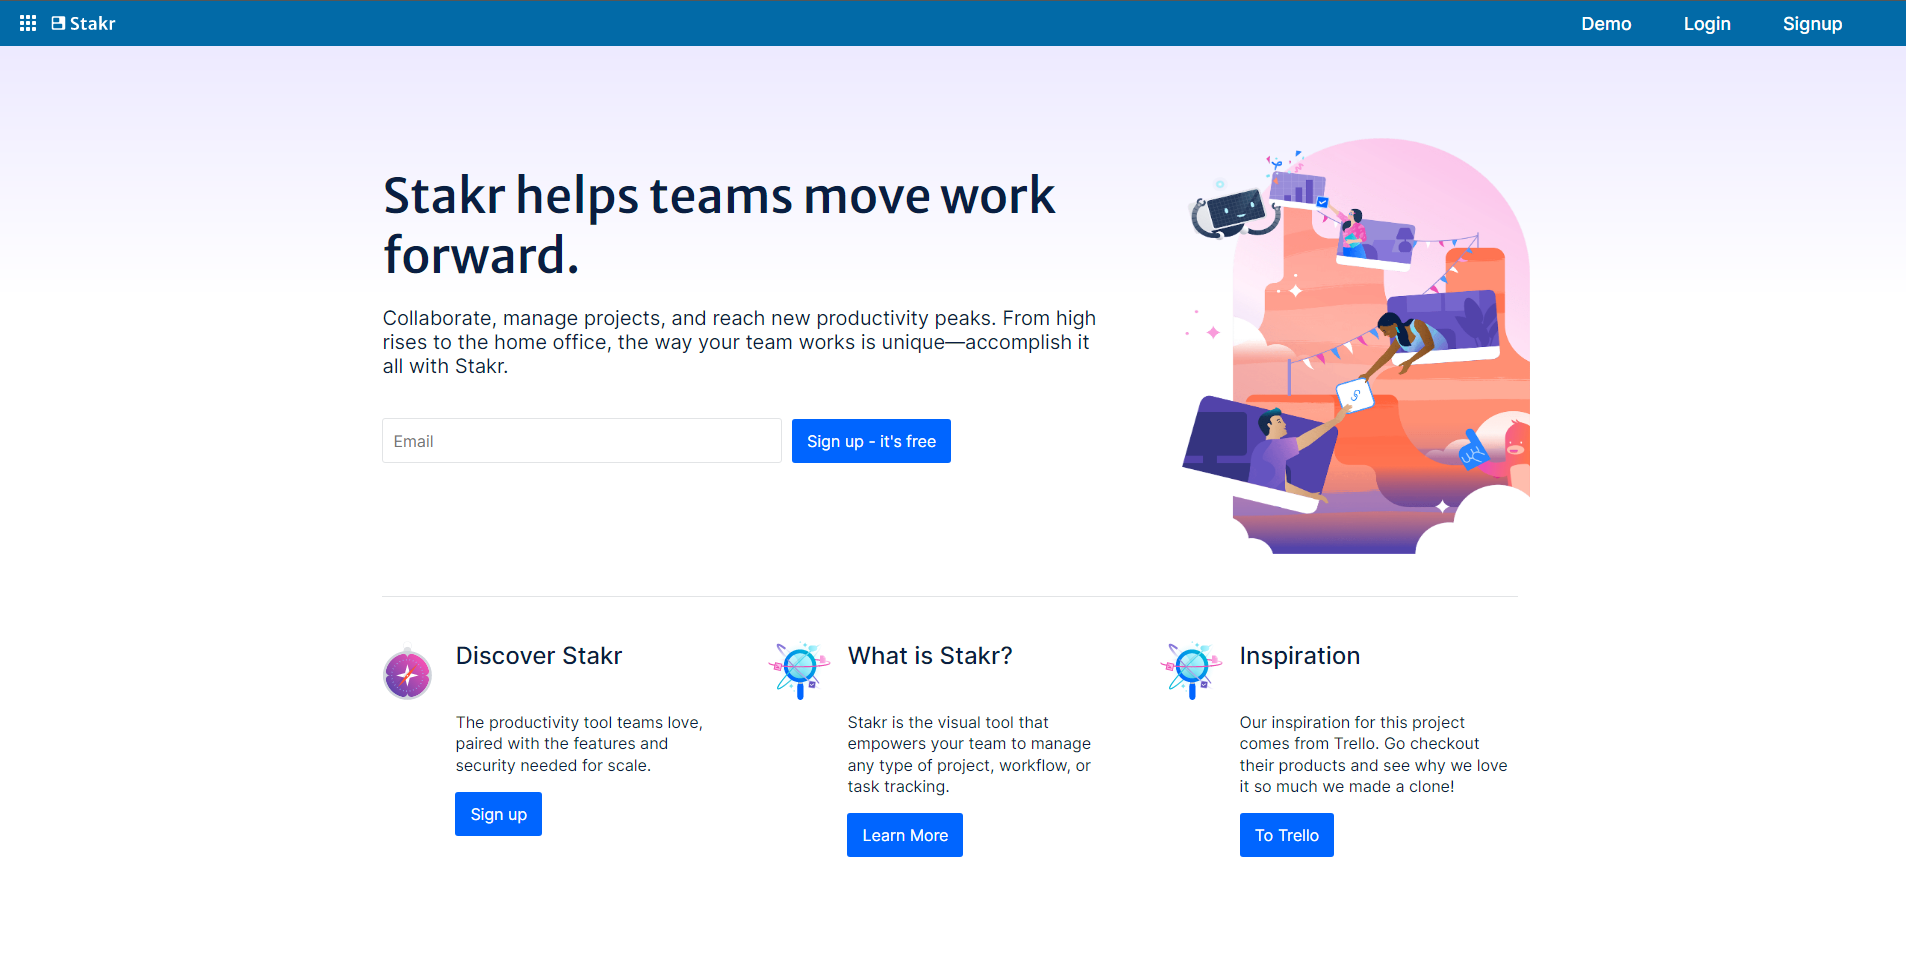 Stakr
Demo
Login
Signup
Stakr helps teams move work
forward.
Collaborate, manage projects, and reach new productivity peaks. From high
rises to the home office, the way your team works is unique—accomplish it
all with Stakr.
Email
Sign up - it's free
Discover Stakr
The productivity tool teams love,
paired with the features and
security needed for scale.
Sign up
What is Stakr?
Stakr is the visual tool that
empowers your team to manage
any type of project, workflow, or
task tracking.
Learn More
Inspiration
Our inspiration for this project
comes from Trello. Go checkout
their products and see why we love
it so much we made a clone!
To Trello